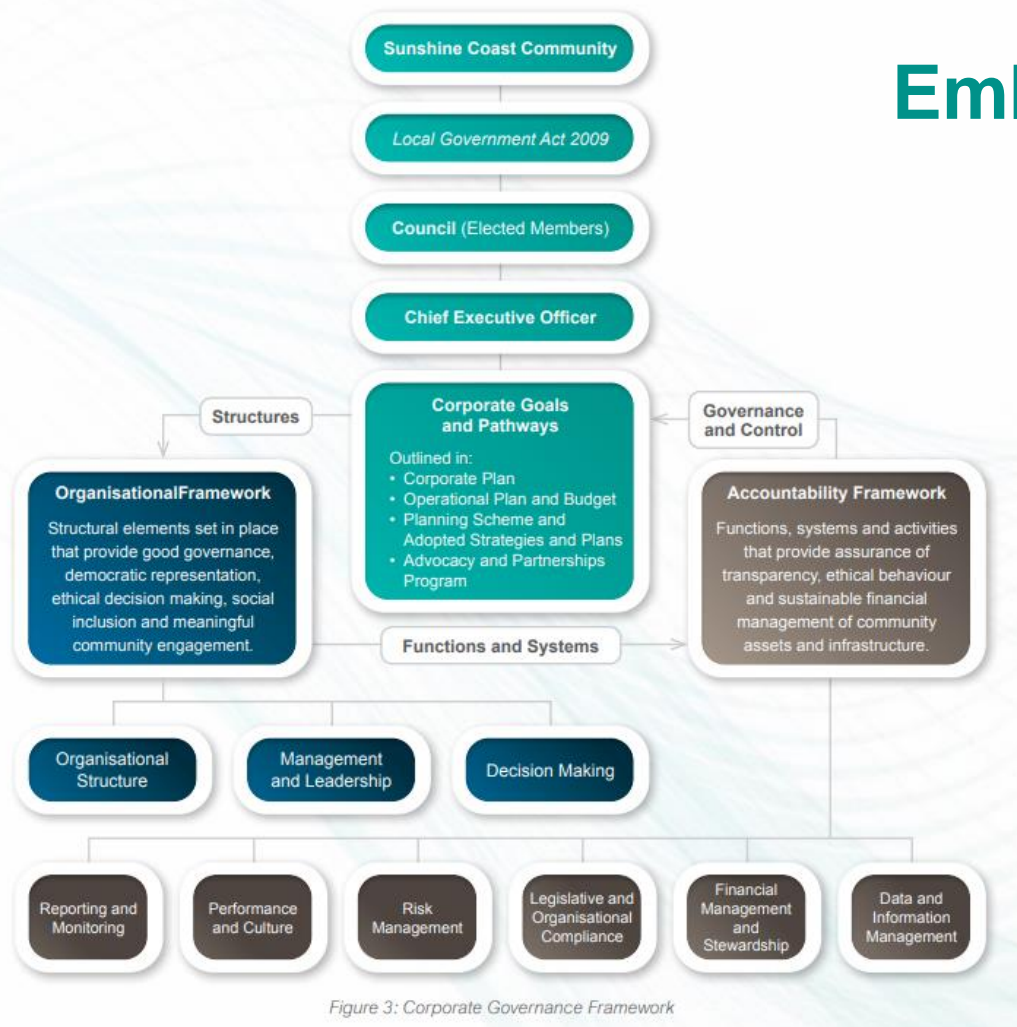 Sunshine Coast Community
Eml
Local Government Act 2009
Council (Elected Members)
Chief Executive Officer
Structures
Corporate Goals
and Pathways
Outlined in:
• Corporate Plan
• Operational Plan and Budget
• Planning Scheme and
Adopted Strategies and Plans
• Advocacy and Partnerships
Program
Governance
and Control
OrganisationalFramework
Structural elements set in place
that provide good governance,
democratic representation,
ethical decision making, social
inclusion and meaningful
community engagement.
Accountability Framework
Functions, systems and activities
that provide assurance of
transparency, ethical behaviour
and sustainable financial
management of community
assets and infrastructure.
Functions and Systems
Organisational
Structure
Management
and Leadership
Decision Making
Reporting and
Monitoring
Performance
and Culture
Risk
Management
Legislative and
Organisational
Compliance
Financial
Management
and
Stewardship
Data and
Information
Management
Figure 3: Corporate Governance Framework